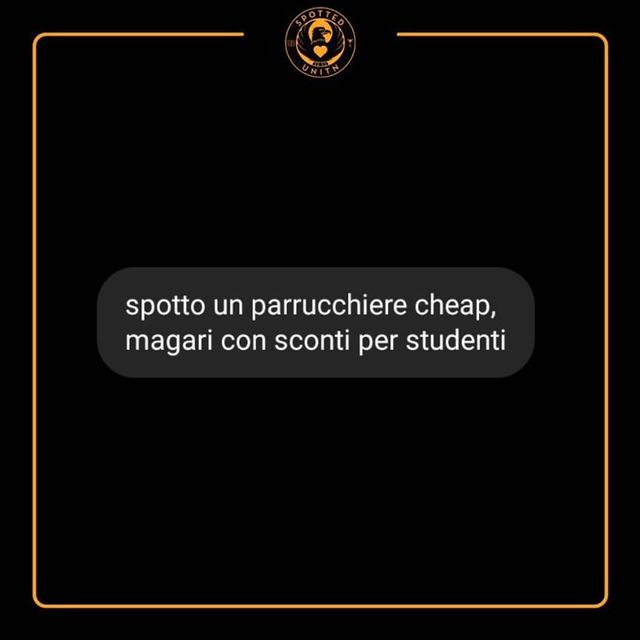 SPOTTED
UNITN
spotto un parrucchiere cheap,
magari con sconti per studenti